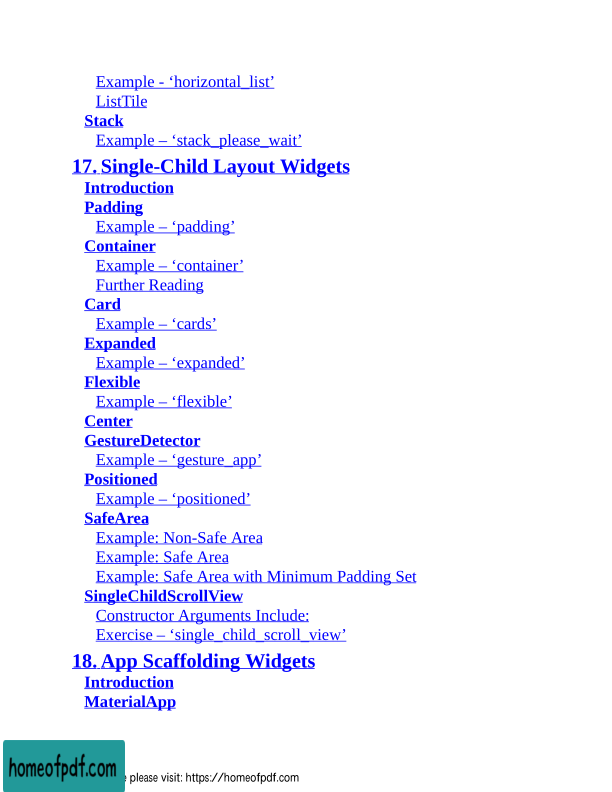 Example - ‘horizontal_list’
ListTile
Stack
Example – ‘stack_please_wait’
17. Single-Child Layout Widgets
Introduction
Padding
Example – ‘padding’
Container
Example – ‘container’
Further Reading
Card
Example – ‘cards’
Expanded
Example – ‘expanded’
Flexible
Example – ‘flexible’
Center
GestureDetector
Example – ‘gesture_app’
Positioned
Example – ‘positioned’
SafeArea
Example: Non-Safe Area
Example: Safe Area
Example: Safe Area with Minimum Padding Set
SingleChildScrollView
Constructor Arguments Include:
Exercise – ‘single_child_scroll_view’
18. App Scaffolding Widgets
Introduction
MaterialApp
homeofpdf.com
please visit: https://homeofpdf.com